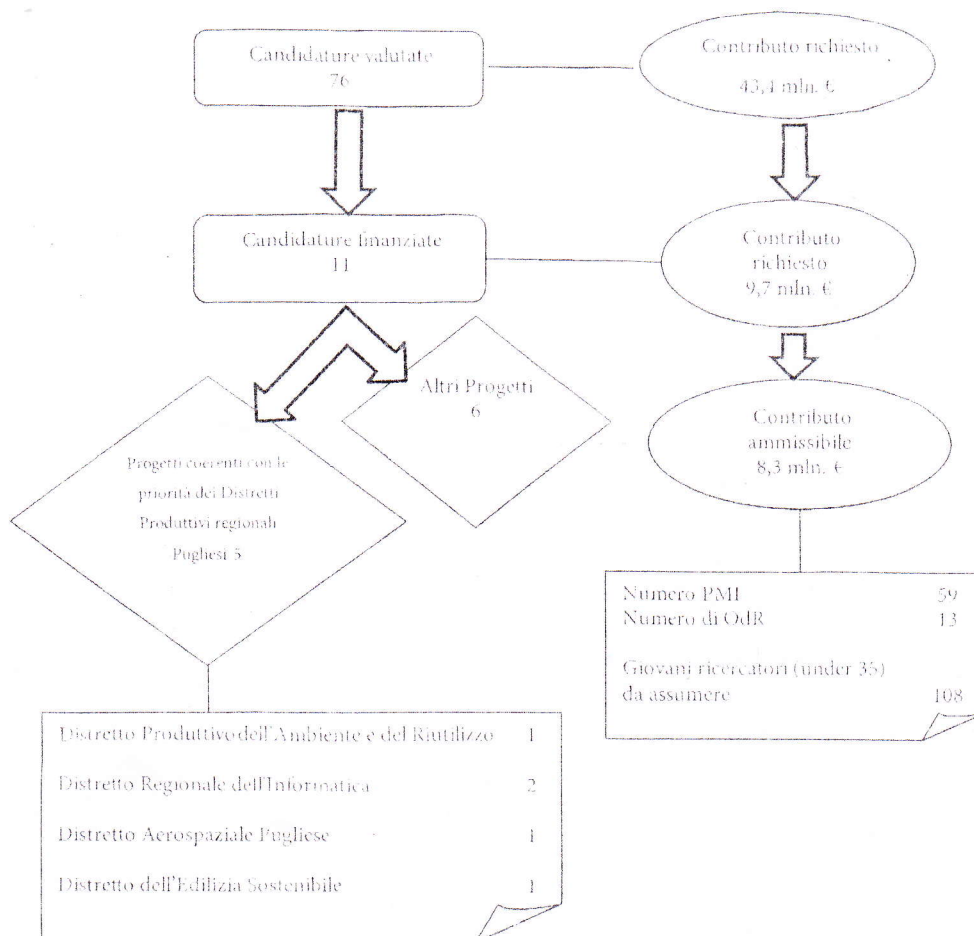 Candidature valutate
76
Contributo richiesto
43,4 mln. €
Candidature finanziate
11
Contributo
richiesto
9,7 mln. €
Altri Progetti
6
Contributo
ammissibile
8,3 mln. €
Progetti coerenti con le
priorità dei Distretti
Produttivi regionali
Pugliesi 5
Numero PMI 59
Numero di OdR 13
Giovani ricercatori (under 35)
da assumere 108
Distretto Produttivo dell'Ambiente e del Riutilizzo 1
Distretto Regionale dell'Informatica 2
Distretto Aerospaziale Pugliese 1
Distretto dell'Edilizia Sostenibile 1